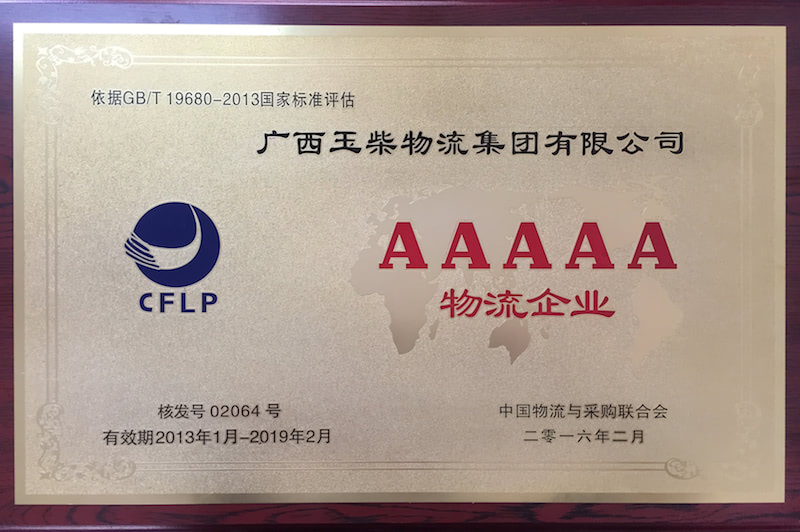 依据GB/T 19680-2013国家标准评估
广西玉柴物流集团有限公司
AAAAA
物流企业
CFLP
核发号 02064 号
有效期2013年1月-2019年2月
中国物流与采购联合会
二零一六年二月